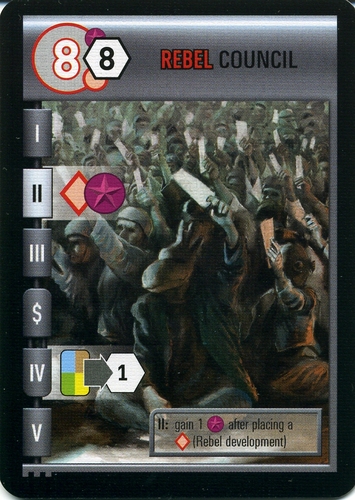 8 8 REBEL COUNCIL
I
II
III
$
IV 1
V
II: gain 1 after placing a
(Rebel development)